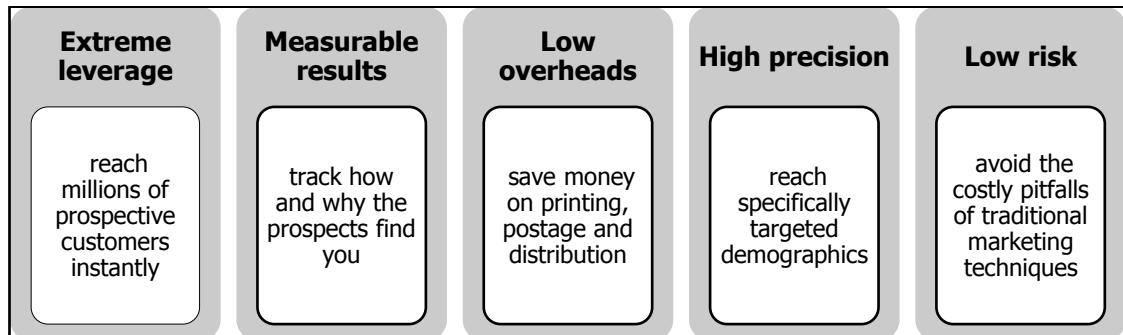 Extreme
leverage
reach
millions of
prospective
customers
instantly
Measurable
results
track how
and why the
prospects find
you
Low
overheads
save money
on printing,
postage and
distribution
High precision
reach
specifically
targeted
demographics
Low risk
avoid the
costly pitfalls
of traditional
marketing
techniques